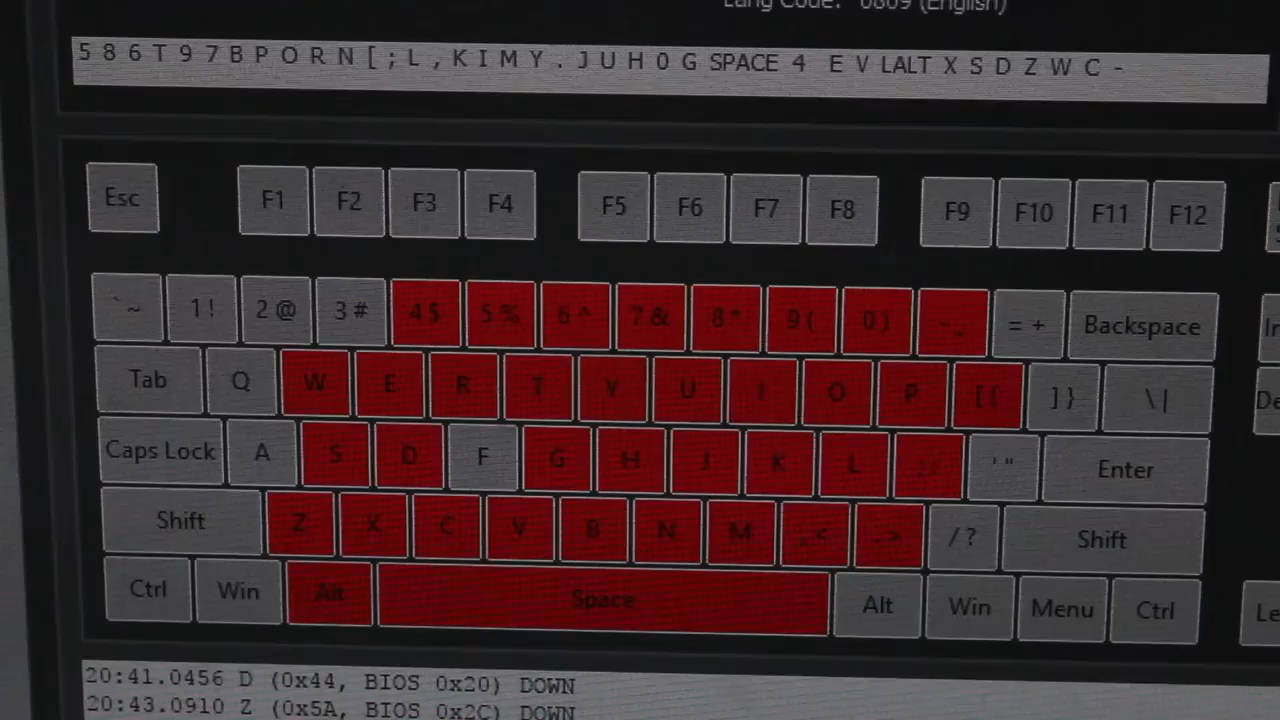 Lang Code: 0809 (English)
5 8 6 T 9 7 B P O R N [ ; L , K I M Y . J U H 0 G SPACE 4 E V LALT X S D Z W C -
Esc F1 F2 F3 F4 F5 F6 F7 F8 F9 F10 F11 F12
` ~ 1 ! 2 @ 3 # 4 $ 5 % 6 ^ 7 & 8 * 9 ( 0 ) - _ = + Backspace
Tab Q W E R T Y U I O P [ { ] } \ |
Caps Lock A S D F G H J K L ; : ' " Enter
Shift Z X C V B N M , < . > / ? Shift
Ctrl Win Alt Space Alt Win Menu Ctrl
20:41.0456 D (0x44, BIOS 0x20) DOWN
20:43.0910 Z (0x5A, BIOS 0x2C) DOWN